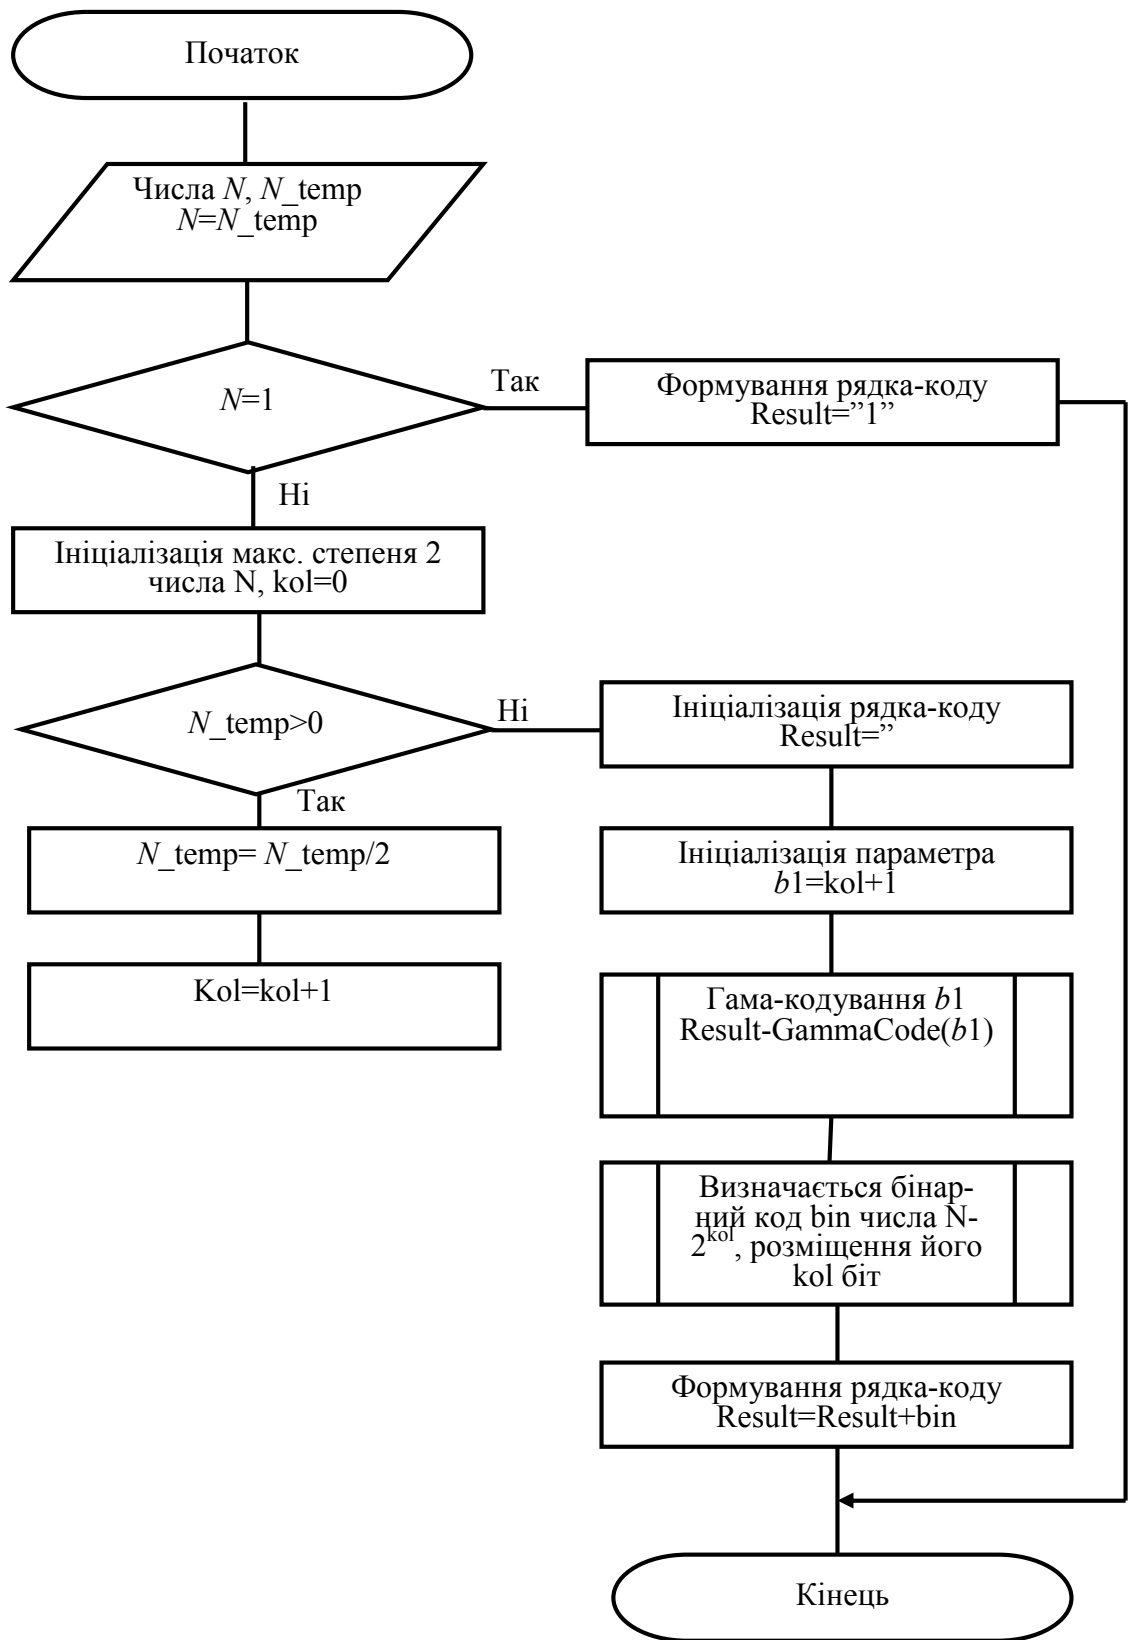 Початок
Числа N, N_temp
N=N_temp
N=1
Так
Формування рядка-коду
Result=”1”
Ні
Ініціалізація макс. степеня 2
числа N, kol=0
N_temp>0
Ні
Ініціалізація рядка-коду
Result=”
Так
N_temp= N_temp/2
Ініціалізація параметра
b1=kol+1
Kol=kol+1
Гама-кодування b1
Result-GammaCode(b1)
Визначається бінар-
ний код bin числа N-
2^kol, розміщення його
kol біт
Формування рядка-коду
Result=Result+bin
Кінець